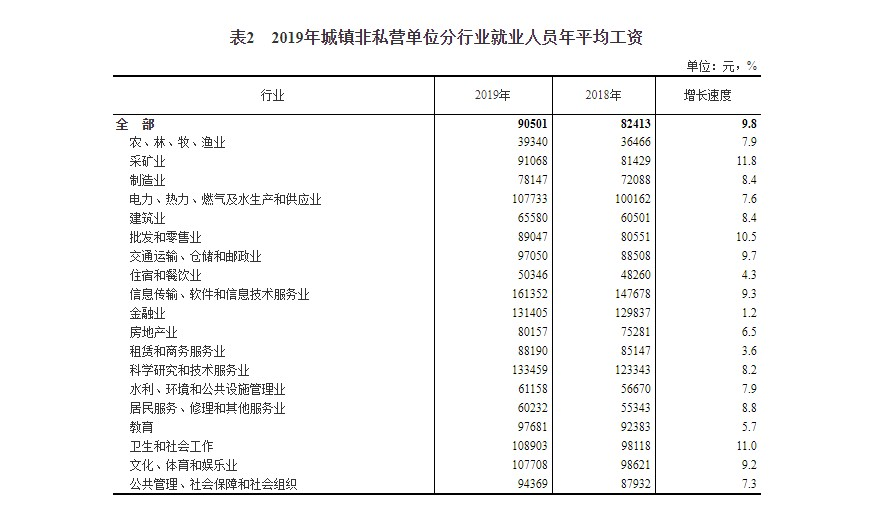 表2 2019年城镇非私营单位分行业就业人员年平均工资
单位：元，%
行业 2019年 2018年 增长速度
全 部 90501 82413 9.8
农、林、牧、渔业 39340 36466 7.9
采矿业 91068 81429 11.8
制造业 78147 72088 8.4
电力、热力、燃气及水生产和供应业 107733 100162 7.6
建筑业 65580 60501 8.4
批发和零售业 89047 80551 10.5
交通运输、仓储和邮政业 97050 88508 9.7
住宿和餐饮业 50346 48260 4.3
信息传输、软件和信息技术服务业 161352 147678 9.3
金融业 131405 129837 1.2
房地产业 80157 75281 6.5
租赁和商务服务业 88190 85147 3.6
科学研究和技术服务业 133459 123343 8.2
水利、环境和公共设施管理业 61158 56670 7.9
居民服务、修理和其他服务业 60232 55343 8.8
教育 97681 92383 5.7
卫生和社会工作 108903 98118 11.0
文化、体育和娱乐业 107708 98621 9.2
公共管理、社会保障和社会组织 94369 87932 7.3